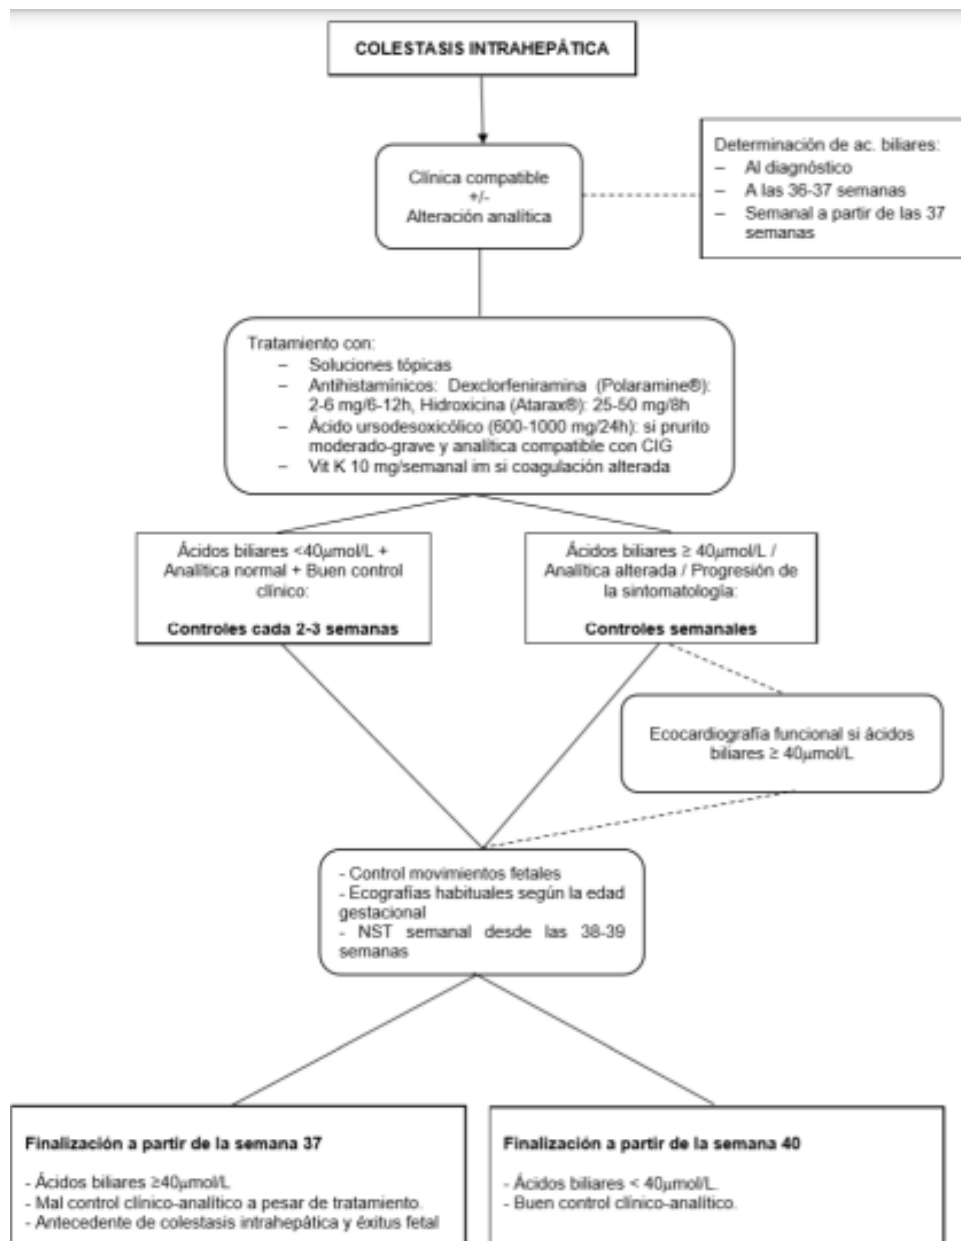 COLESTASIS INTRAHEPÁTICA
Clínica compatible
+/-
Alteración analítica
Determinación de ac. biliares:
– Al diagnóstico
– A las 36-37 semanas
– Semanal a partir de las 37
semanas
Tratamiento con:
– Soluciones tópicas
– Antihistamínicos: Dexclorfeniramina (Polaramine®):
2-6 mg/6-12h, Hidroxicina (Atarax®): 25-50 mg/8h
– Ácido ursodesoxicólico (600-1000 mg/24h): si prurito
moderado-grave y analítica compatible con CIG
– Vit K 10 mg/semanal im si coagulación alterada
Ácidos biliares <40μmol/L +
Analítica normal + Buen control
clínico:
Controles cada 2-3 semanas
Ácidos biliares ≥ 40μmol/L /
Analítica alterada / Progresión de
la sintomatología:
Controles semanales
Ecocardiografía funcional si ácidos
biliares ≥ 40μmol/L
- Control movimientos fetales
- Ecografías habituales según la edad
gestacional
- NST semanal desde las 38-39
semanas
Finalización a partir de la semana 37
- Ácidos biliares ≥40μmol/L
- Mal control clínico-analítico a pesar de tratamiento.
- Antecedente de colestasis intrahepática y éxitus fetal
Finalización a partir de la semana 40
- Ácidos biliares < 40μmol/L.
- Buen control clínico-analítico.